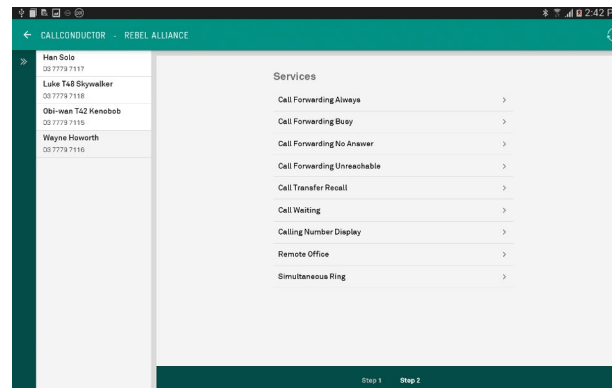 2:42 P
CALLCONDUCTOR - REBEL ALLIANCE
Han Solo
03 7779 7117
Luke T48 Skywalker
03 7779 7118
Obi-wan T42 Kenobob
03 7779 7115
Wayne Howorth
03 7779 7116
Services
Call Forwarding Always
Call Forwarding Busy
Call Forwarding No Answer
Call Forwarding Unreachable
Call Transfer Recall
Call Waiting
Calling Number Display
Remote Office
Simultaneous Ring
Step 1 Step 2